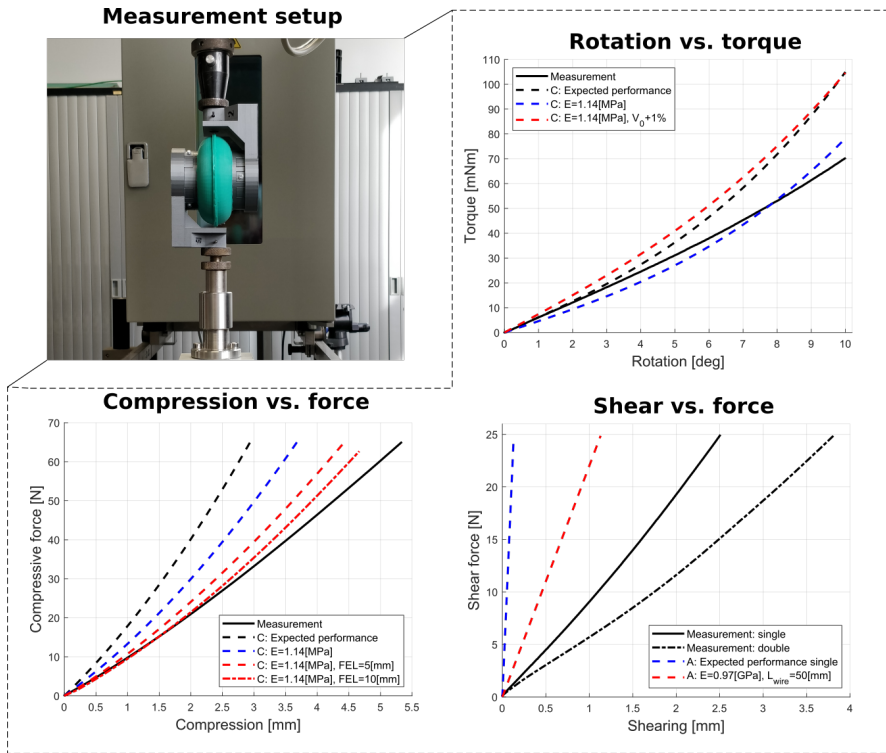 Measurement setup
Rotation vs. torque
Measurement
C: Expected performance
C: E=1.14[MPa]
C: E=1.14[MPa], V_0+1%
110
100
90
80
70
60
50
40
30
20
10
0
Torque [mNm]
0 1 2 3 4 5 6 7 8 9 10
Rotation [deg]
Compression vs. force
70
60
50
40
30
20
10
0
Compressive force [N]
Measurement
C: Expected performance
C: E=1.14[MPa]
C: E=1.14[MPa], FEL=5[mm]
C: E=1.14[MPa], FEL=10[mm]
0 0.5 1 1.5 2 2.5 3 3.5 4 4.5 5 5.5
Compression [mm]
Shear vs. force
25
20
15
10
5
0
Shear force [N]
Measurement: single
Measurement: double
A: Expected performance single
A: E=0.97[GPa], L_wire=50[mm]
0 0.5 1 1.5 2 2.5 3 3.5 4
Shearing [mm]